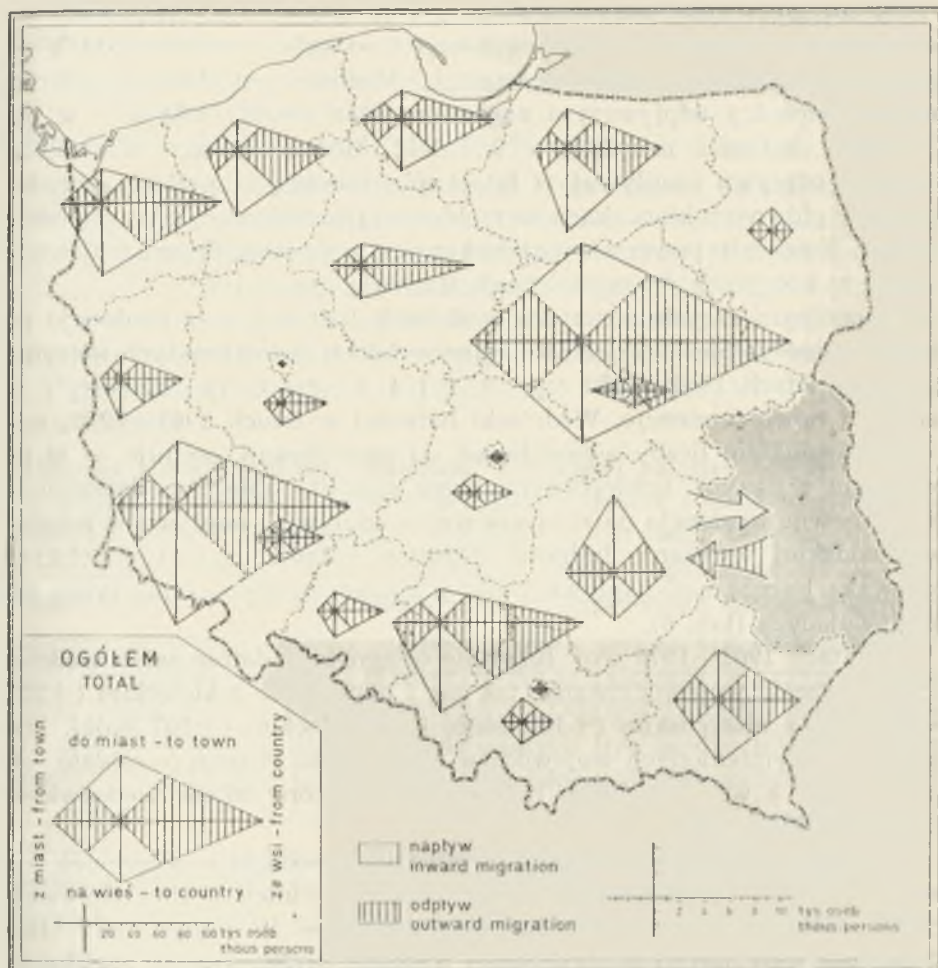 OGÓŁEM
TOTAL
do miast – to town
z miast – from town
ze wsi – from country
na wieś – to country
20 40 60 80 100 tys osób
thous persons
napływ
inward migration
odpływ
outward migration
2 4 6 8 10 tys osób
thous persons